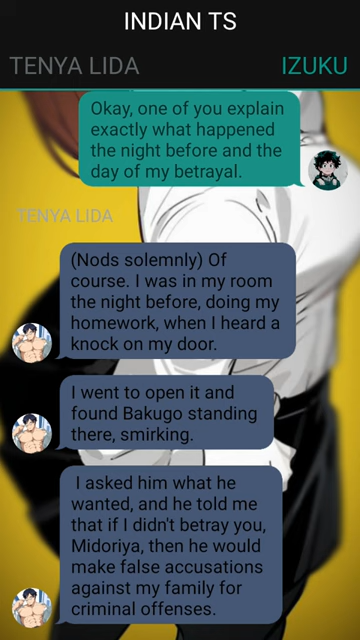 INDIAN TS
TENYA LIDA IZUKU
Okay, one of you explain
exactly what happened
the night before and the
day of my betrayal.
TENYA LIDA
(Nods solemnly) Of
course. I was in my room
the night before, doing my
homework, when I heard a
knock on my door.
I went to open it and
found Bakugo standing
there, smirking.
I asked him what he
wanted, and he told me
that if I didn't betray you,
Midoriya, then he would
make false accusations
against my family for
criminal offenses.